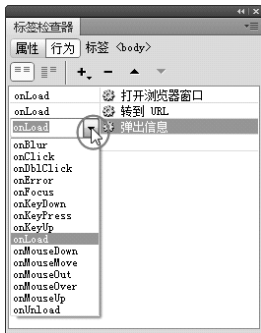 标签检查器
属性 行为 标签 <body>
onLoad 打开浏览器窗口
onLoad 转到 URL
onLoad 弹出信息
onBlur
onClick
onDblClick
onError
onFocus
onKeyDown
onKeyPress
onKeyUp
onLoad
onMouseDown
onMouseMove
onMouseOut
onMouseOver
onMouseUp
onUnload